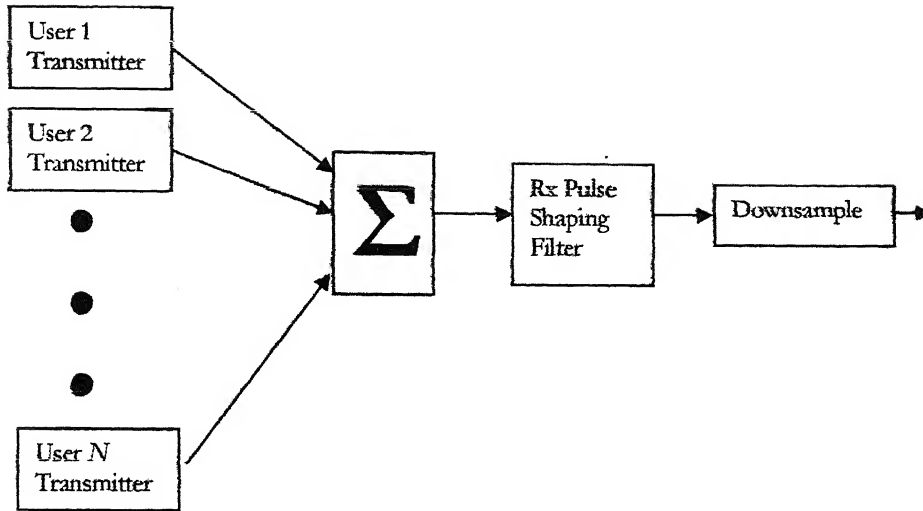 User 1
Transmitter
User 2
Transmitter
Σ
Rx Pulse
Shaping
Filter
Downsample
User N
Transmitter